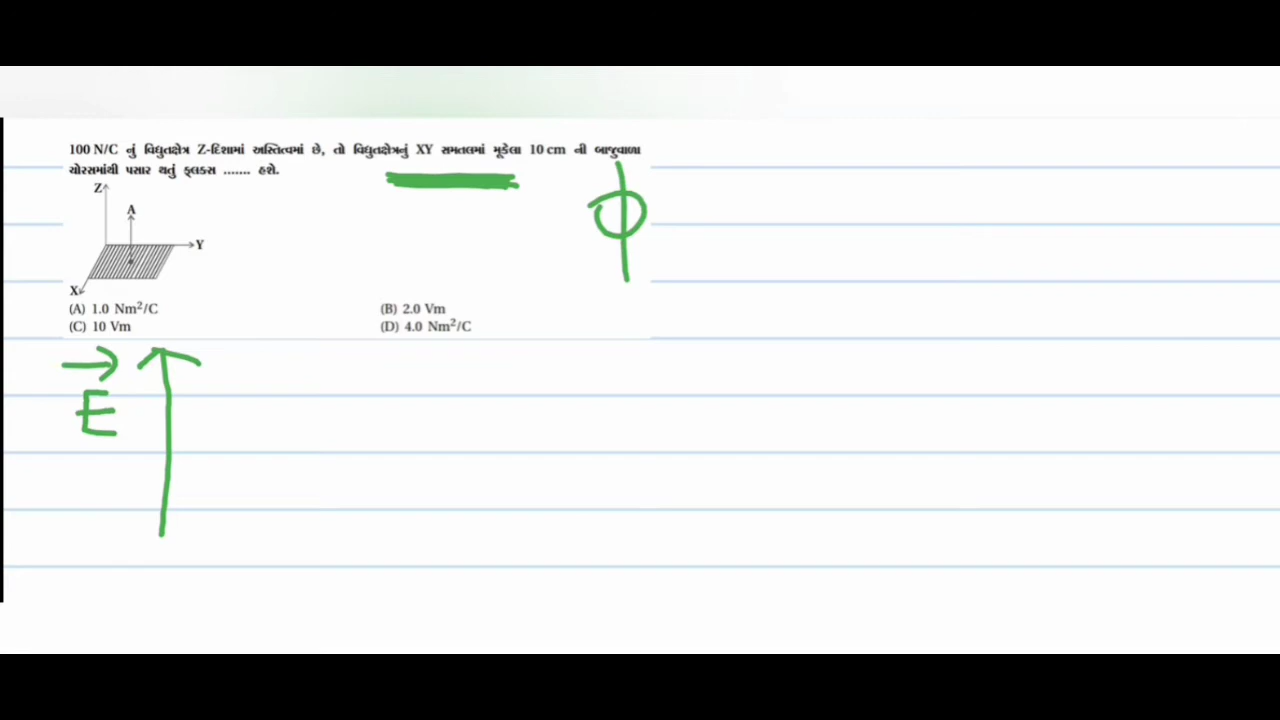 100 N/C નું વિદ્યુતક્ષેત્ર Z-દિશામાં અસ્તિત્વમાં છે, તો વિદ્યુતક્ષેત્રનું XY સમતલમાં મૂકેલા 10 cm ની બાજુવાળા
ચોરસમાંથી પસાર થતું ફ્લક્સ ....... હશે.
Z
A
Y
X
(A) 1.0 Nm²/C (B) 2.0 Vm
(C) 10 Vm (D) 4.0 Nm²/C
ϕ
E⃗